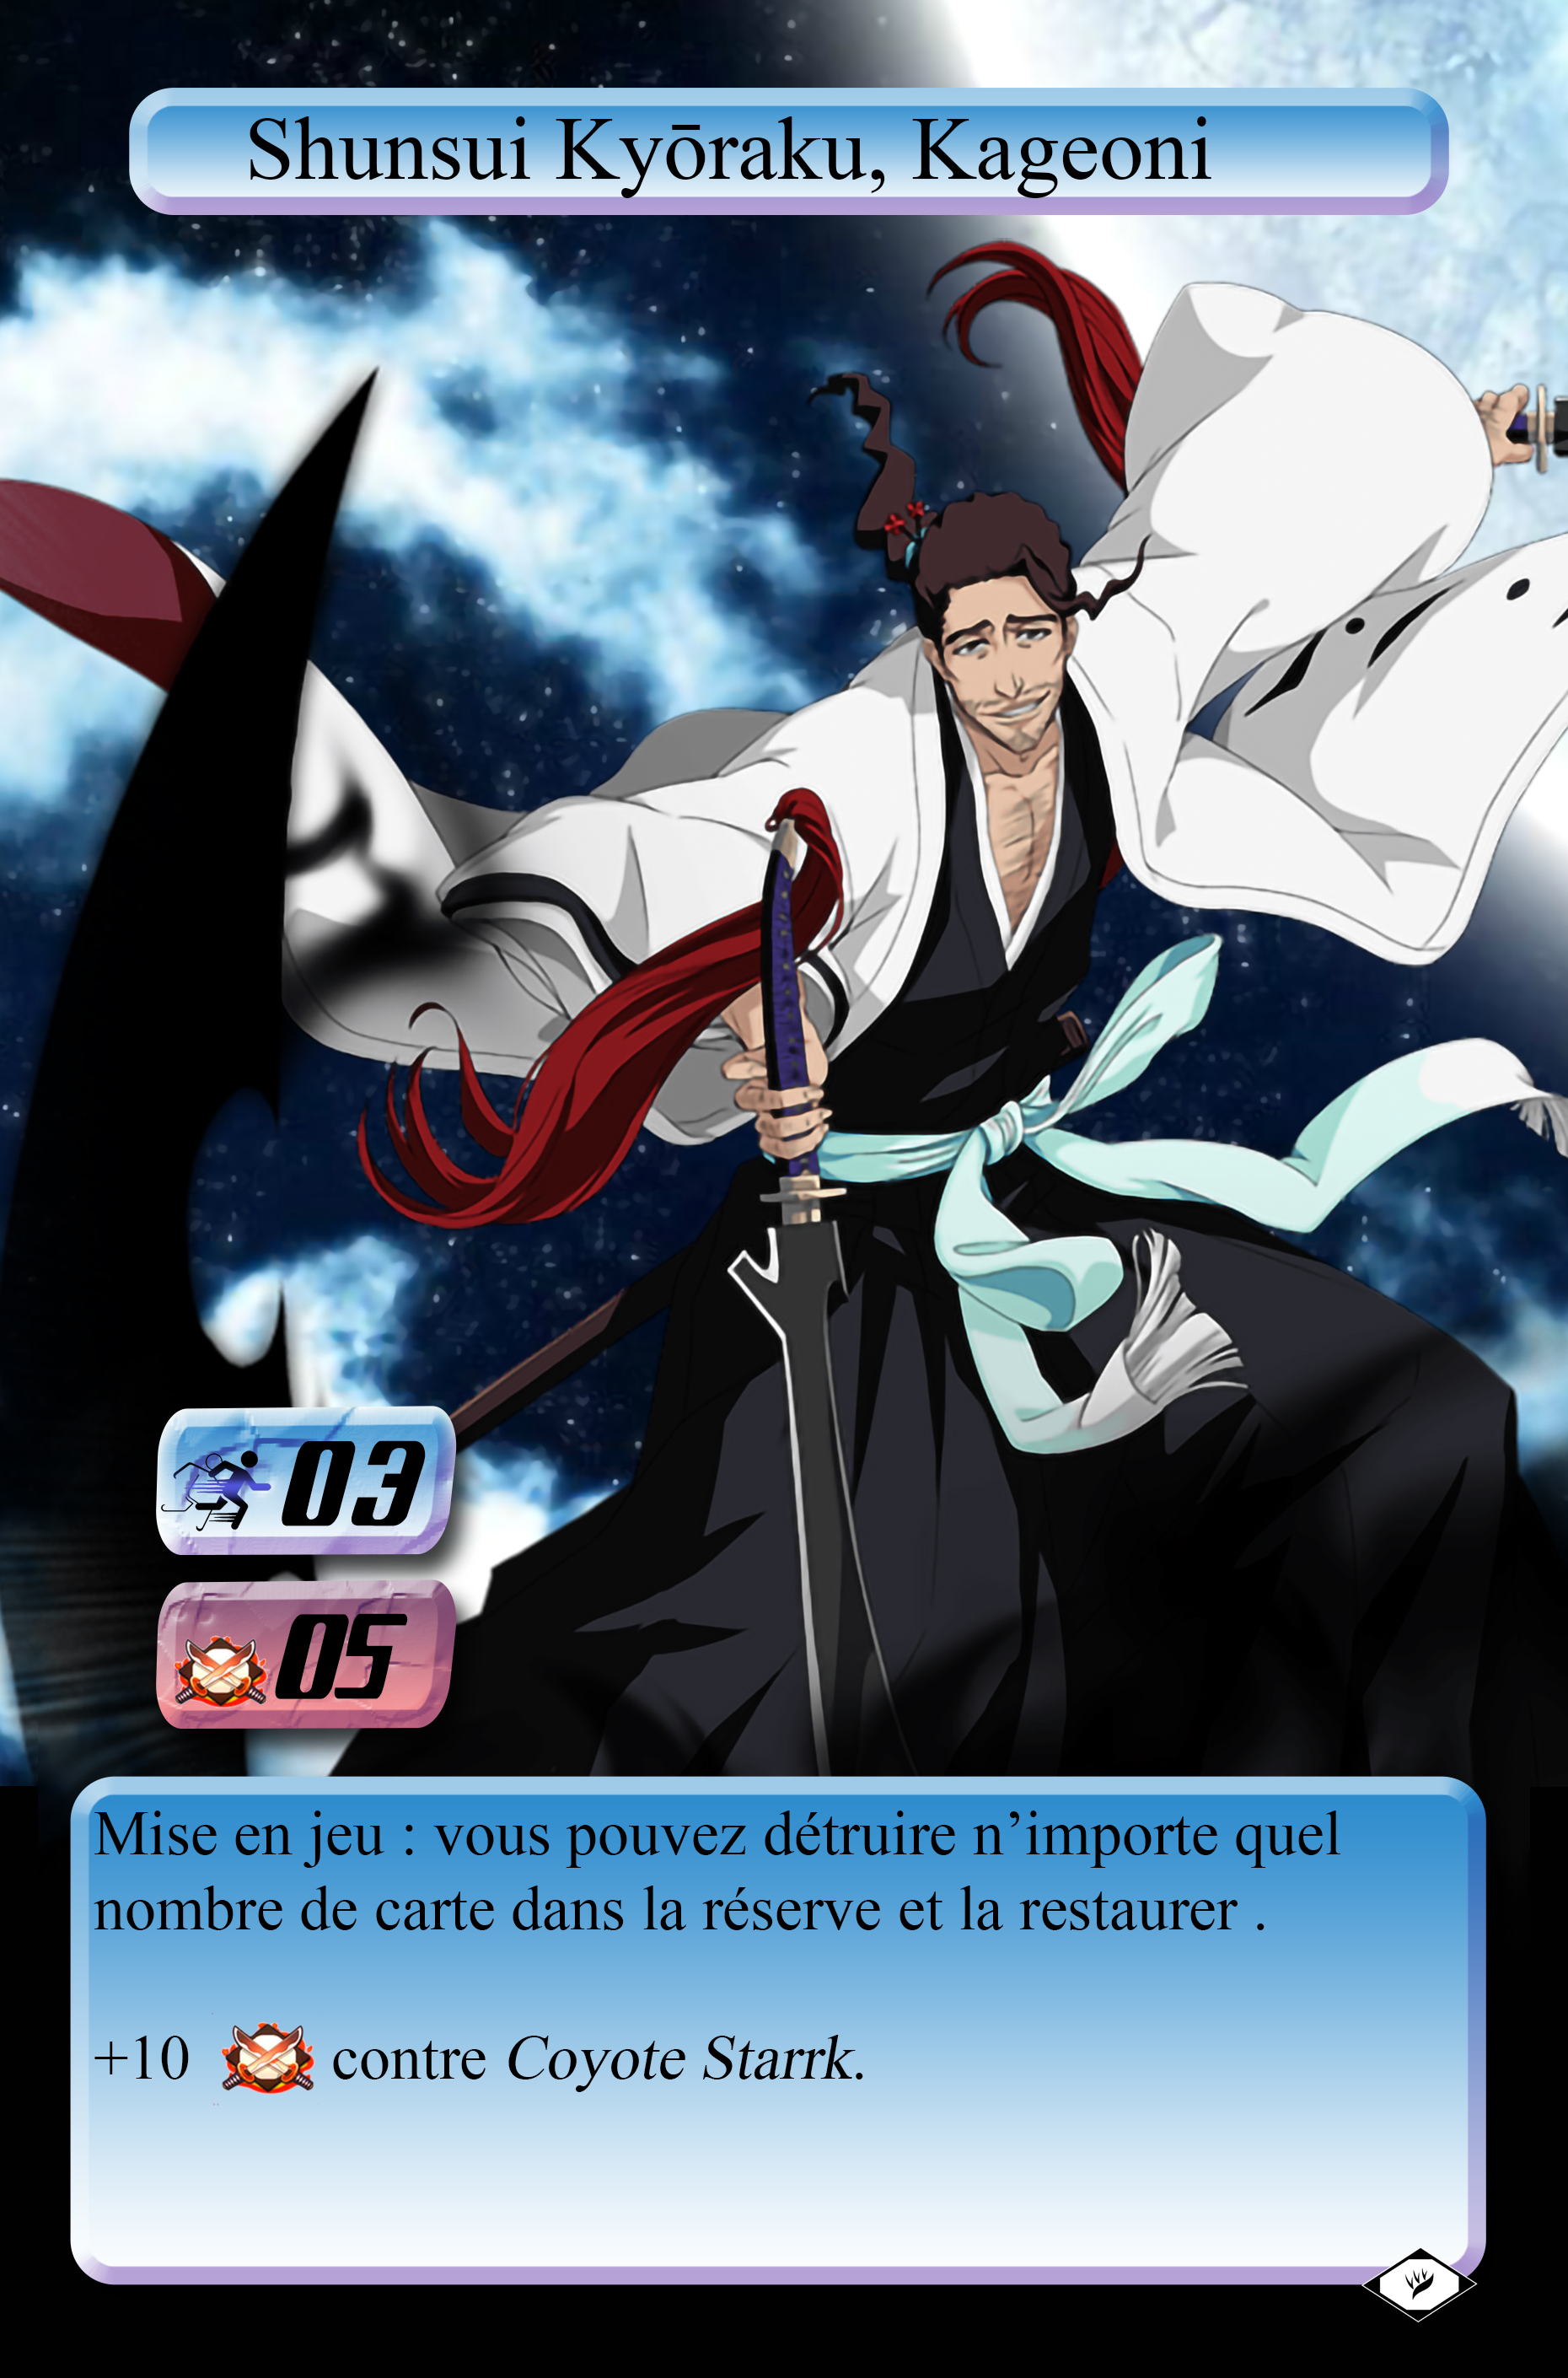 Shunsui Kyōraku, Kageoni
03
05
Mise en jeu : vous pouvez détruire n’importe quel
nombre de carte dans la réserve et la restaurer .
+10 contre Coyote Starrk.